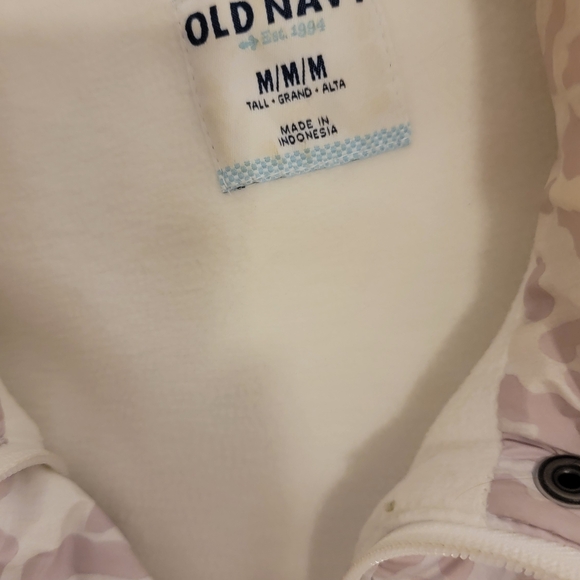 OLD NAVY
Est. 1994
M/M/M
TALL • GRAND • ALTA
MADE IN
INDONESIA